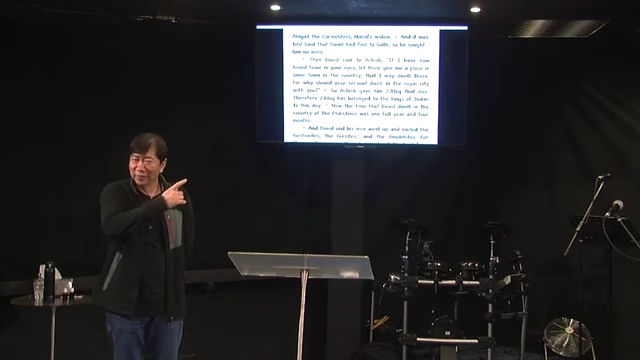 Abigail the Carmelitess, Nabal's widow. 4 And it was
told Saul that David had fled to Gath; so he sought
him no more.
5 Then David said to Achish, "If I have now
found favor in your eyes, let them give me a place in
some town in the country, that I may dwell there.
For why should your servant dwell in the royal city
with you?" 6 So Achish gave him Ziklag that day.
Therefore Ziklag has belonged to the kings of Judah
to this day. 7 Now the time that David dwelt in the
country of the Philistines was one full year and four
months.
8 And David and his men went up and raided the
Geshurites, the Girzites, and the Amalekites. For